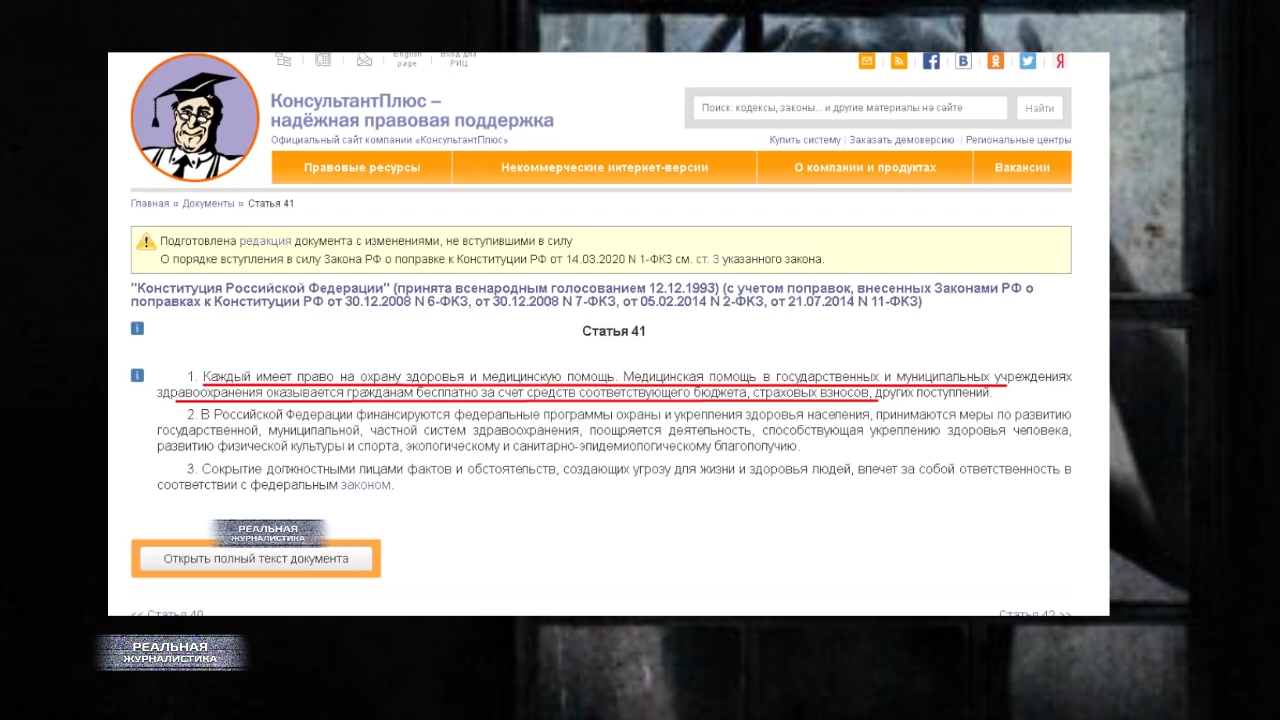 English
page
Вход для
РИЦ
КонсультантПлюс –
надёжная правовая поддержка
Официальный сайт компании «КонсультантПлюс»
Поиск: кодексы, законы... и другие материалы на сайте
Найти
Купить систему | Заказать демоверсию | Региональные центры
Правовые ресурсы
Некоммерческие интернет-версии
О компании и продуктах
Вакансии
Главная » Документы » Статья 41
Подготовлена редакция документа с изменениями, не вступившими в силу
О порядке вступления в силу Закона РФ о поправке к Конституции РФ от 14.03.2020 N 1-ФКЗ см. ст. 3 указанного закона.
"Конституция Российской Федерации" (принята всенародным голосованием 12.12.1993) (с учетом поправок, внесенных Законами РФ о
поправках к Конституции РФ от 30.12.2008 N 6-ФКЗ, от 30.12.2008 N 7-ФКЗ, от 05.02.2014 N 2-ФКЗ, от 21.07.2014 N 11-ФКЗ)
Статья 41
1. Каждый имеет право на охрану здоровья и медицинскую помощь. Медицинская помощь в государственных и муниципальных учреждениях
здравоохранения оказывается гражданам бесплатно за счет средств соответствующего бюджета, страховых взносов, других поступлений.
2. В Российской Федерации финансируются федеральные программы охраны и укрепления здоровья населения, принимаются меры по развитию
государственной, муниципальной, частной систем здравоохранения, поощряется деятельность, способствующая укреплению здоровья человека,
развитию физической культуры и спорта, экологическому и санитарно-эпидемиологическому благополучию.
3. Сокрытие должностными лицами фактов и обстоятельств, создающих угрозу для жизни и здоровья людей, влечет за собой ответственность в
соответствии с федеральным законом.
РЕАЛЬНАЯ
ЖУРНАЛИСТИКА
Открыть полный текст документа
<< Статья 40
Статья 42 >>
РЕАЛЬНАЯ
ЖУРНАЛИСТИКА